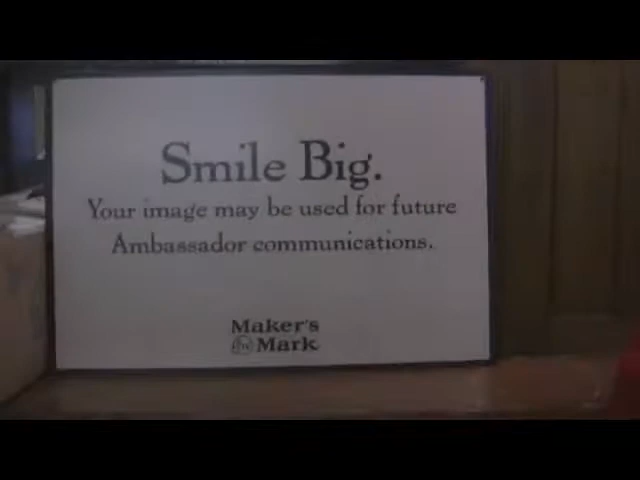 Smile Big.
Your image may be used for future
Ambassador communications.
Maker's
Mark